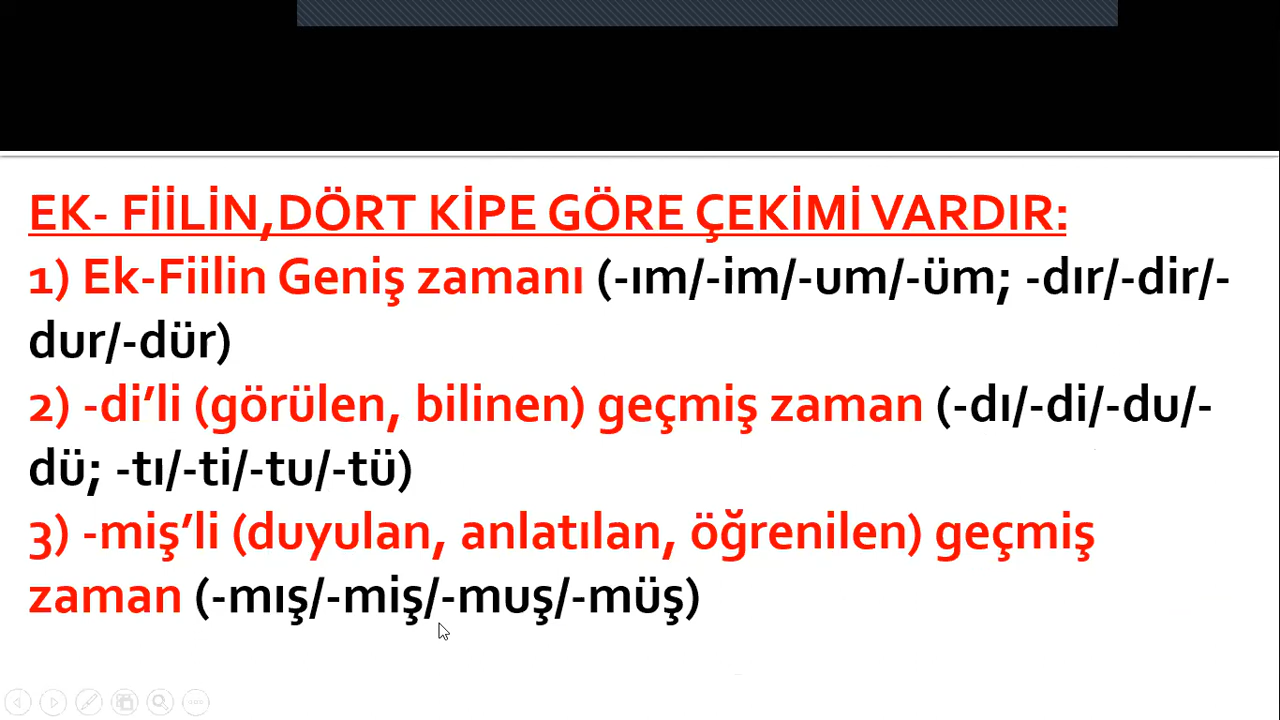 EK- FİİLİN,DÖRT KİPE GÖRE ÇEKİMİ VARDIR:
1) Ek-Fiilin Geniş zamanı (-ım/-im/-um/-üm; -dır/-dir/-
dur/-dür)
2) -di’li (görülen, bilinen) geçmiş zaman (-dı/-di/-du/-
dü; -tı/-ti/-tu/-tü)
3) -miş’li (duyulan, anlatılan, öğrenilen) geçmiş
zaman (-mış/-miş/-muş/-müş)